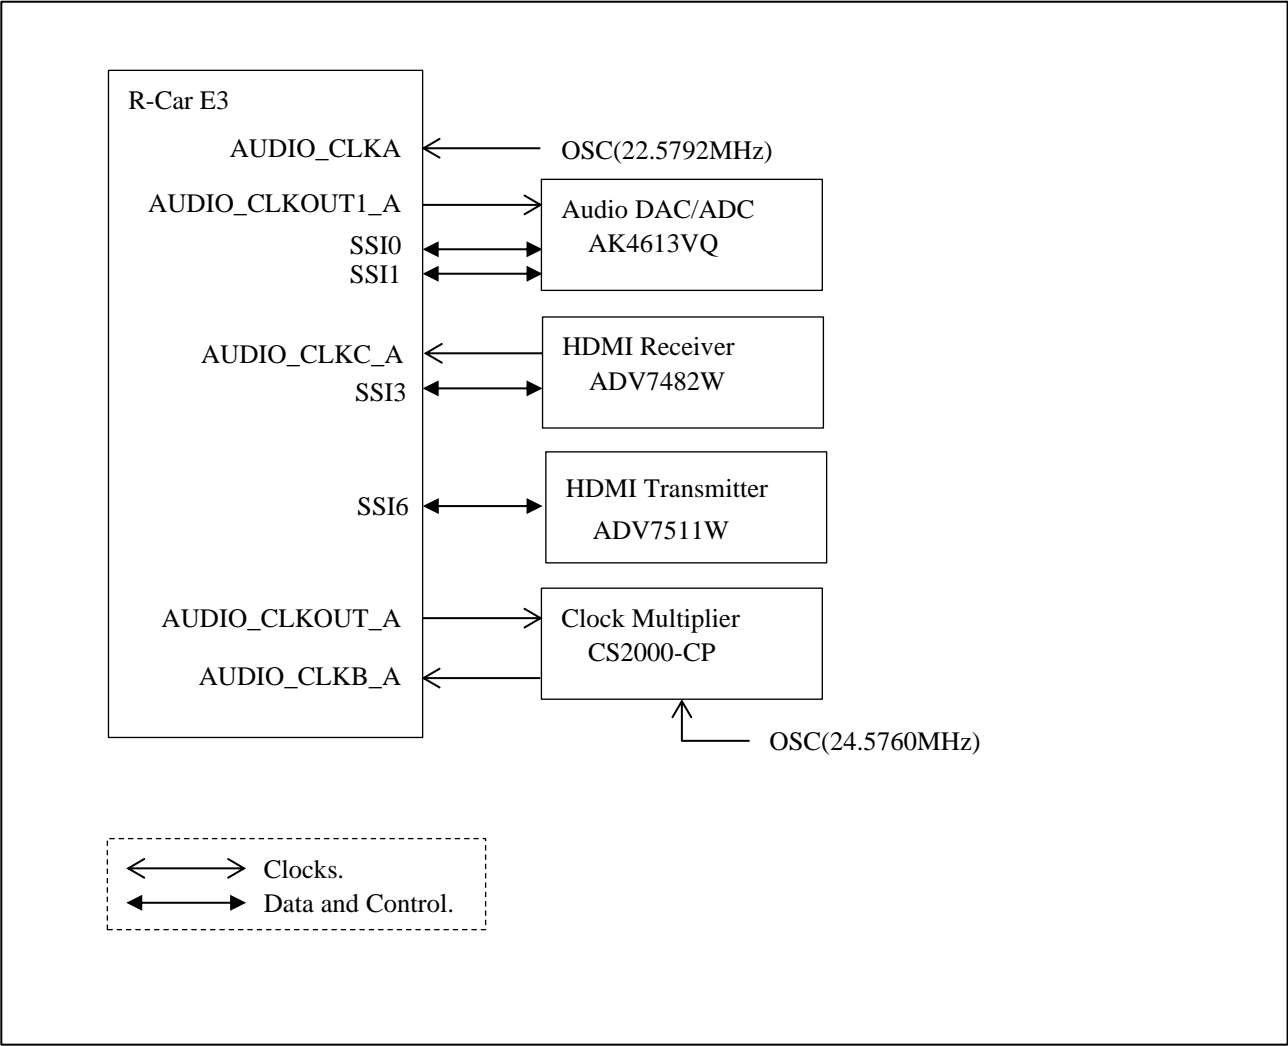 R-Car E3
AUDIO_CLKA
OSC(22.5792MHz)
AUDIO_CLKOUT1_A
Audio DAC/ADC
AK4613VQ
SSI0
SSI1
AUDIO_CLKC_A
HDMI Receiver
ADV7482W
SSI3
HDMI Transmitter
ADV7511W
SSI6
AUDIO_CLKOUT_A
Clock Multiplier
CS2000-CP
AUDIO_CLKB_A
OSC(24.5760MHz)
Clocks.
Data and Control.